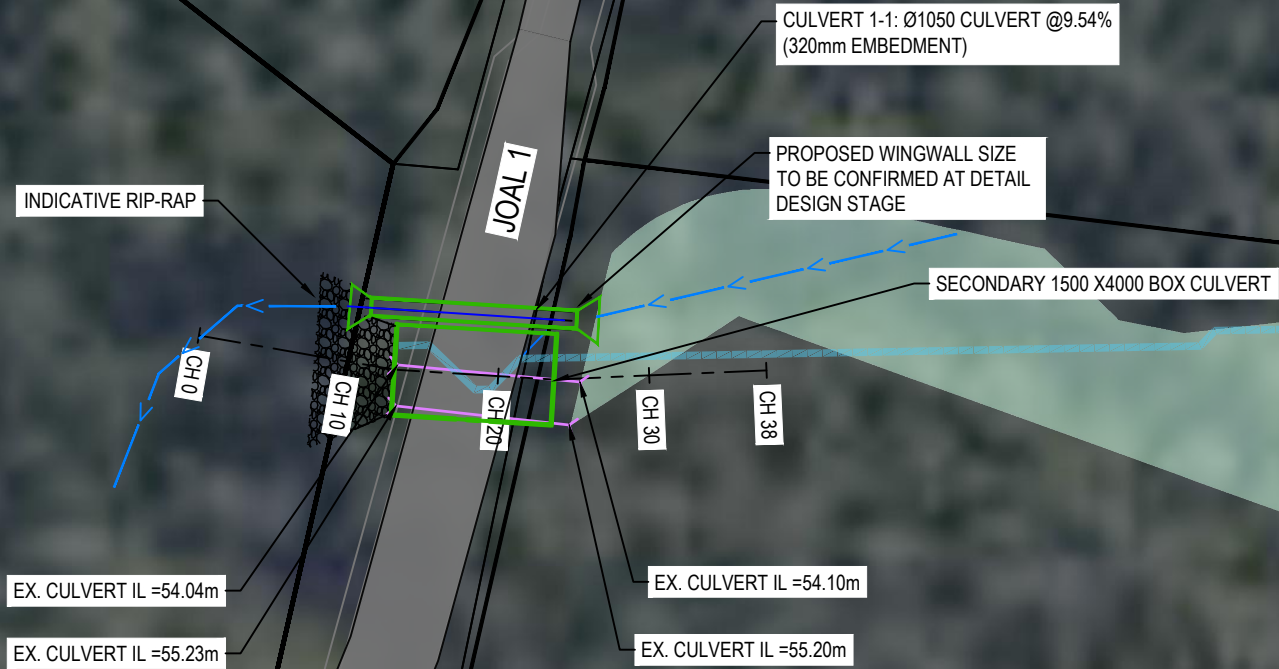 CULVERT 1-1: Ø1050 CULVERT @9.54%
(320mm EMBEDMENT)
PROPOSED WINGWALL SIZE
TO BE CONFIRMED AT DETAIL
DESIGN STAGE
JOAL 1
INDICATIVE RIP-RAP
SECONDARY 1500 X4000 BOX CULVERT
CH 0
CH 10
CH 20
CH 30
CH 38
EX. CULVERT IL =54.04m
EX. CULVERT IL =54.10m
EX. CULVERT IL =55.23m
EX. CULVERT IL =55.20m